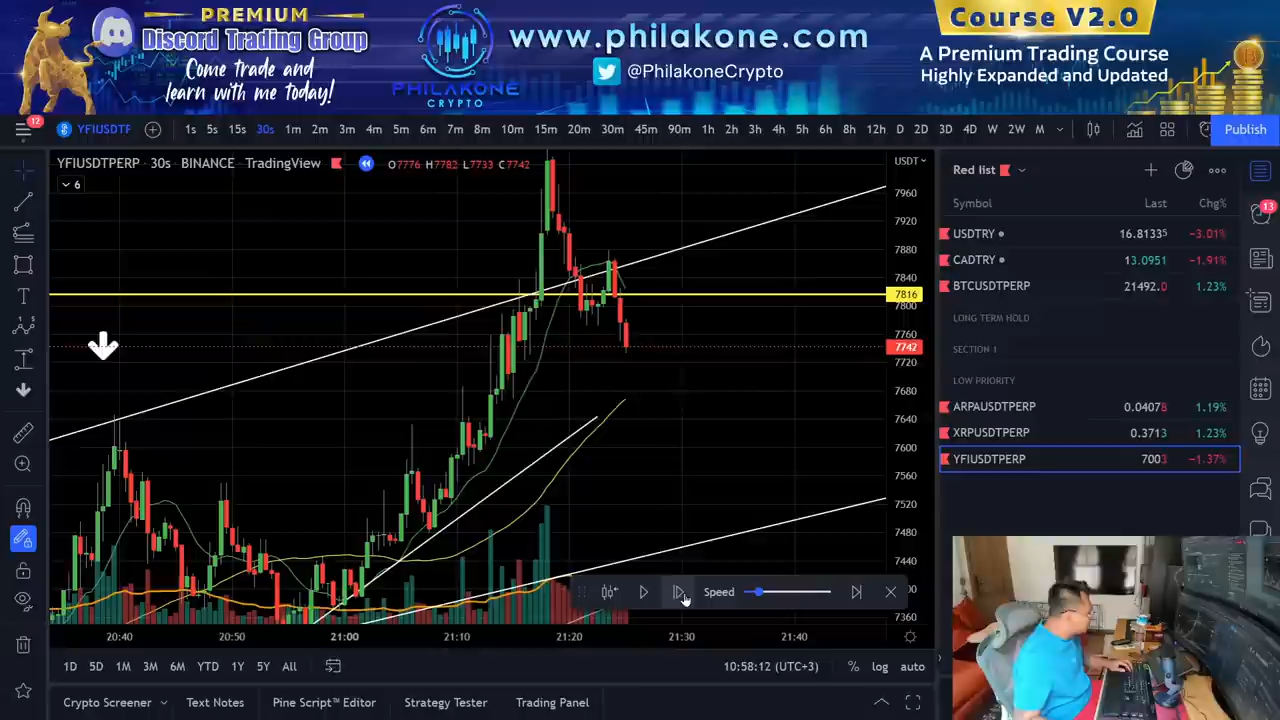 PREMIUM
Discord Trading Group
Come trade and
learn with me today!
PHILAKONE
CRYPTO
www.philakone.com
@PhilakoneCrypto
Course V2.0
A Premium Trading Course
Highly Expanded and Updated
12
YFIUSDTF
1s 5s 15s 30s 1m 2m 3m 4m 5m 6m 7m 8m 10m 15m 20m 30m 45m 90m 1h 2h 3h 4h 5h 6h 8h 12h D 2D 3D 4D W 2W M
Publish
YFIUSDTPERP · 30s · BINANCE TradingView
O7776 H7782 L7733 C7742
6
USDT
7960
7920
7880
7840
7816
7800
7760
7742
7720
7680
7640
7600
7560
7520
7480
7440
7360
Speed
20:40 20:50 21:00 21:10 21:20 21:30 21:40
1D 5D 1M 3M 6M YTD 1Y 5Y All
10:58:12 (UTC+3)
% log auto
Crypto Screener Text Notes Pine Script™ Editor Strategy Tester Trading Panel
Red list
Symbol Last Chg%
USDTRY 16.8133⁵ −3.01%
CADTRY 13.0951 −1.91%
BTCUSDTPERP 21492.0 1.23%
LONG TERM HOLD
SECTION 1
LOW PRIORITY
ARPAUSDTPERP 0.04078 1.19%
XRPUSDTPERP 0.3713 1.23%
YFIUSDTPERP 7003 −1.37%
13